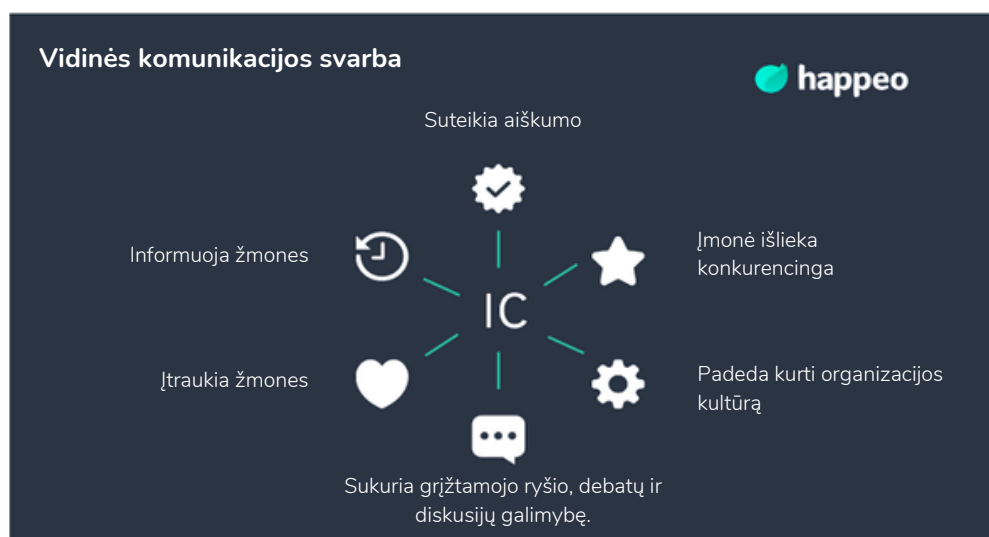 Vidinės komunikacijos svarba
happeo
Suteikia aiškumo
Informuoja žmones
Įmonė išlieka
konkurencinga
IC
Įtraukia žmones
Padeda kurti organizacijos
kultūrą
Sukuria grįžtamojo ryšio, debatų ir
diskusijų galimybę.